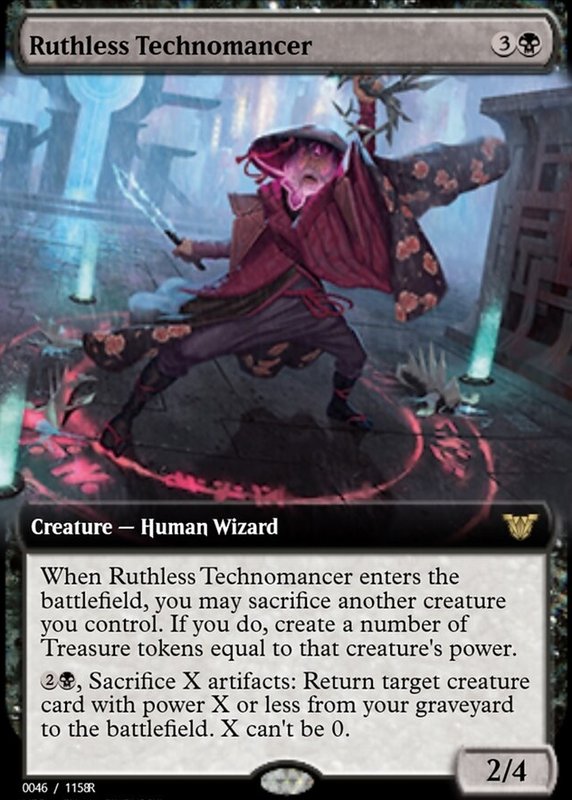 Ruthless Technomancer 3
Creature — Human Wizard
When Ruthless Technomancer enters the
battlefield, you may sacrifice another creature
you control. If you do, create a number of
Treasure tokens equal to that creature's power.
2, Sacrifice X artifacts: Return target creature
card with power X or less from your graveyard
to the battlefield. X can't be 0.
2/4
0046 / 1158R